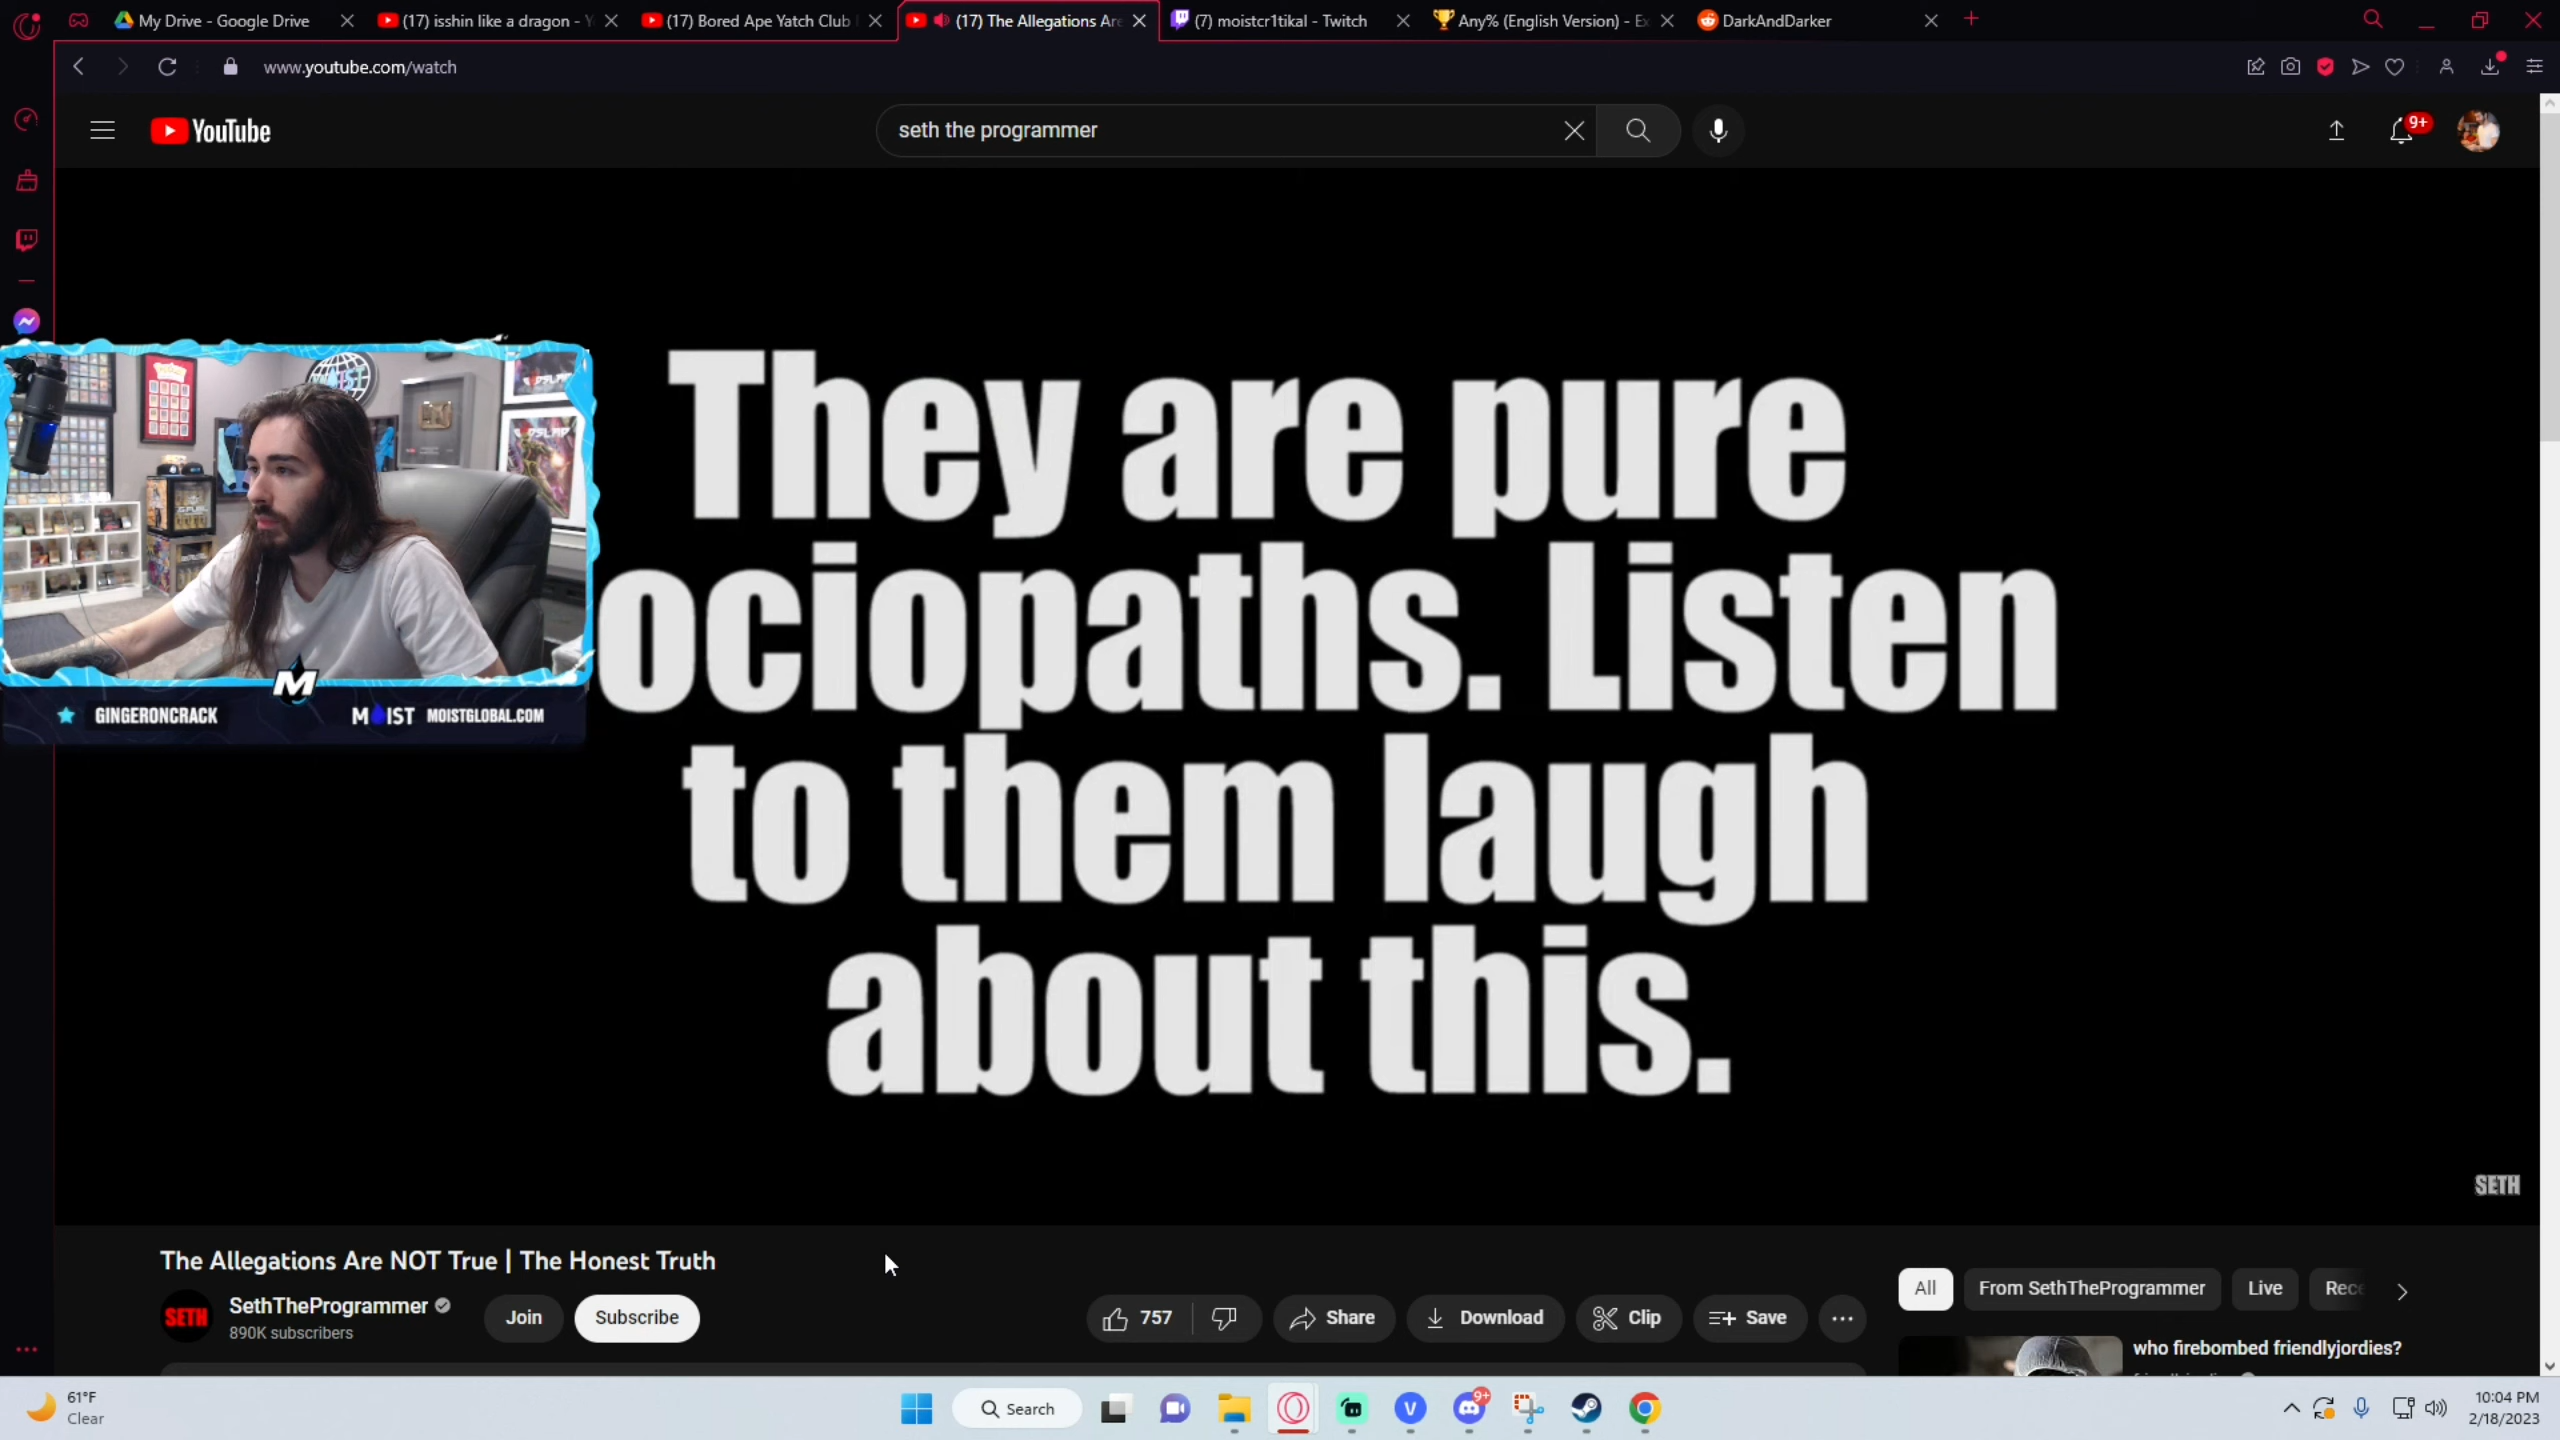 My Drive - Google Drive
(17) isshin like a dragon - Y
(17) Bored Ape Yatch Club
(17) The Allegations Are
(7) moistcr1tikal - Twitch
Any% (English Version) - Ex
DarkAndDarker
www.youtube.com/watch
YouTube
seth the programmer
9+
They are pure
ociopaths. Listen
to them laugh
about this.
M
GINGERONCRACK
MOIST MOISTGLOBAL.COM
SETH
The Allegations Are NOT True | The Honest Truth
SETH
SethTheProgrammer
890K subscribers
Join
Subscribe
757
Share
Download
Clip
Save
All
From SethTheProgrammer
Live
Rece
who firebombed friendlyjordies?
61°F
Clear
Search
V
9+
10:04 PM
2/18/2023